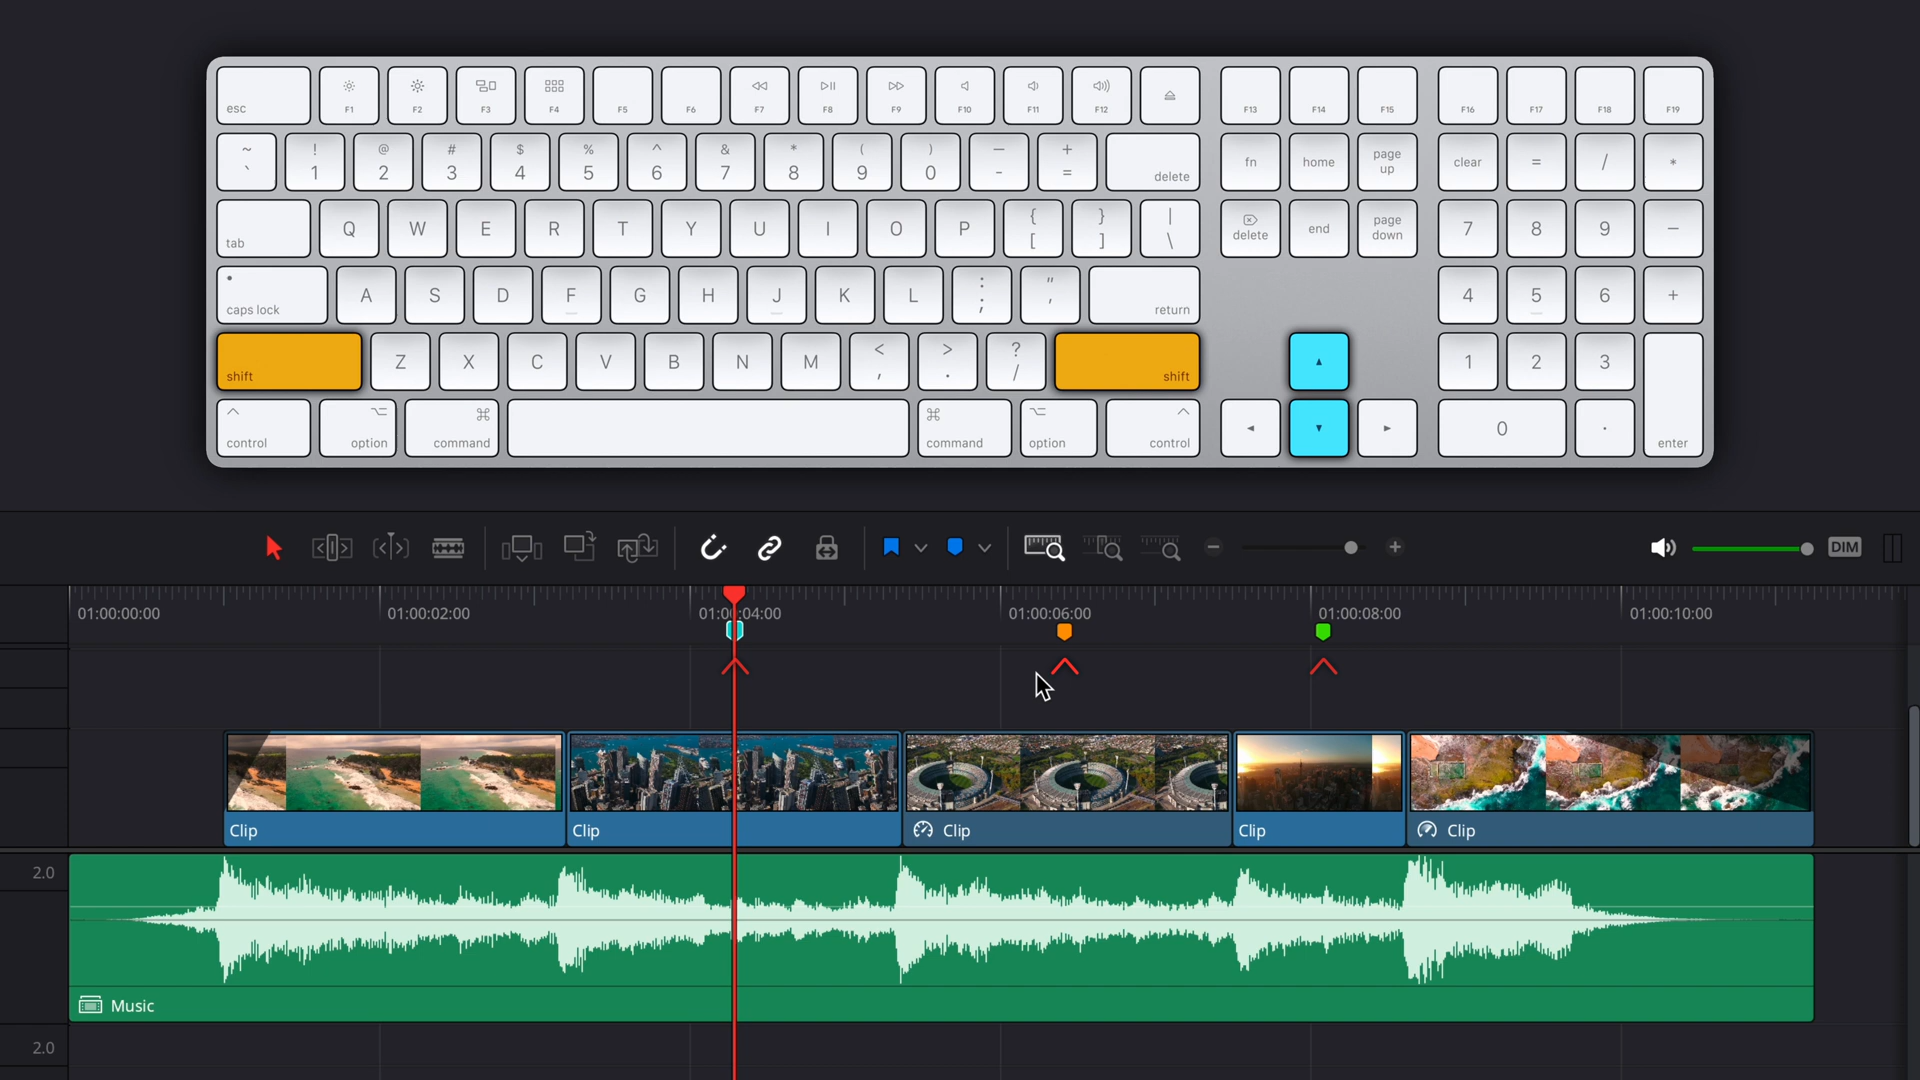 esc F1 F2 F3 F4 F5 F6 F7 F8 F9 F10 F11 F12 F13 F14 F15 F16 F17 F18 F19
~ ! @ # $ % ^ & * ( ) — +
` 1 2 3 4 5 6 7 8 9 0 - = delete fn home page up clear = / *
tab Q W E R T Y U I O P { [ } ] | \ delete end page down 7 8 9 −
caps lock A S D F G H J K L : ; " ' return 4 5 6 +
shift Z X C V B N M < , > . ? / shift 1 2 3
control option command command option control 0 . enter
DIM
01:00:00:00 01:00:02:00 01:00:04:00 01:00:06:00 01:00:08:00 01:00:10:00
Clip Clip Clip Clip Clip
2.0
Music
2.0